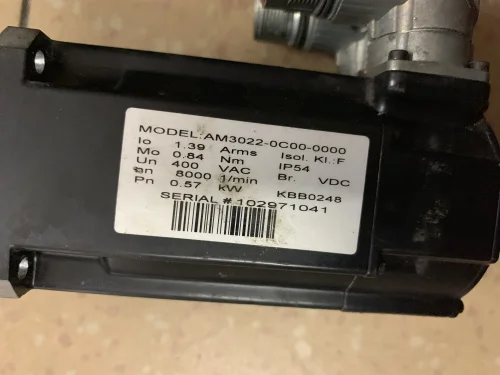 MODEL:AM3022-0C00-0000
Io 1.39 Arms Isol. Kl.:F
Mo 0.84 Nm IP54
Un 400 VAC Br. VDC
nn 8000 1/min
Pn 0.57 kW KBB0248
SERIAL # 102971041